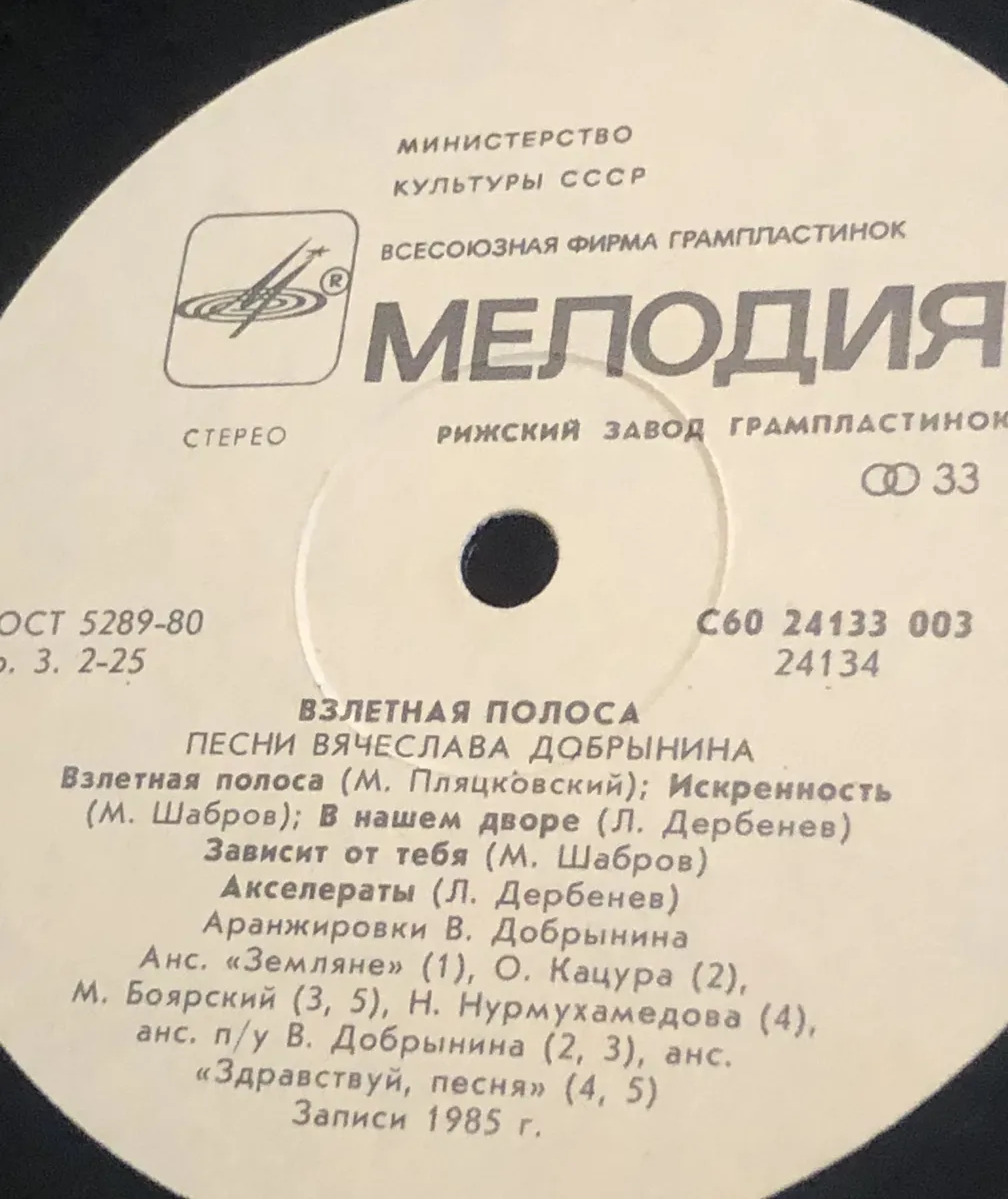 МИНИСТЕРСТВО
КУЛЬТУРЫ СССР
ВСЕСОЮЗНАЯ ФИРМА ГРАМПЛАСТИНОК
®
МЕЛОДИЯ
СТЕРЕО
РИЖСКИЙ ЗАВОД ГРАМПЛАСТИНОК
33
ОСТ 5289-80
С60 24133 003
р. 3. 2-25
24134
ВЗЛЕТНАЯ ПОЛОСА
ПЕСНИ ВЯЧЕСЛАВА ДОБРЫНИНА
Взлетная полоса (М. Пляцковский); Искренность
(М. Шабров); В нашем дворе (Л. Дербенев)
Зависит от тебя (М. Шабров)
Акселераты (Л. Дербенев)
Аранжировки В. Добрынина
Анс. «Земляне» (1), О. Кацура (2),
М. Боярский (3, 5), Н. Нурмухамедова (4),
анс. п/у В. Добрынина (2, 3), анс.
«Здравствуй, песня» (4, 5)
Записи 1985 г.